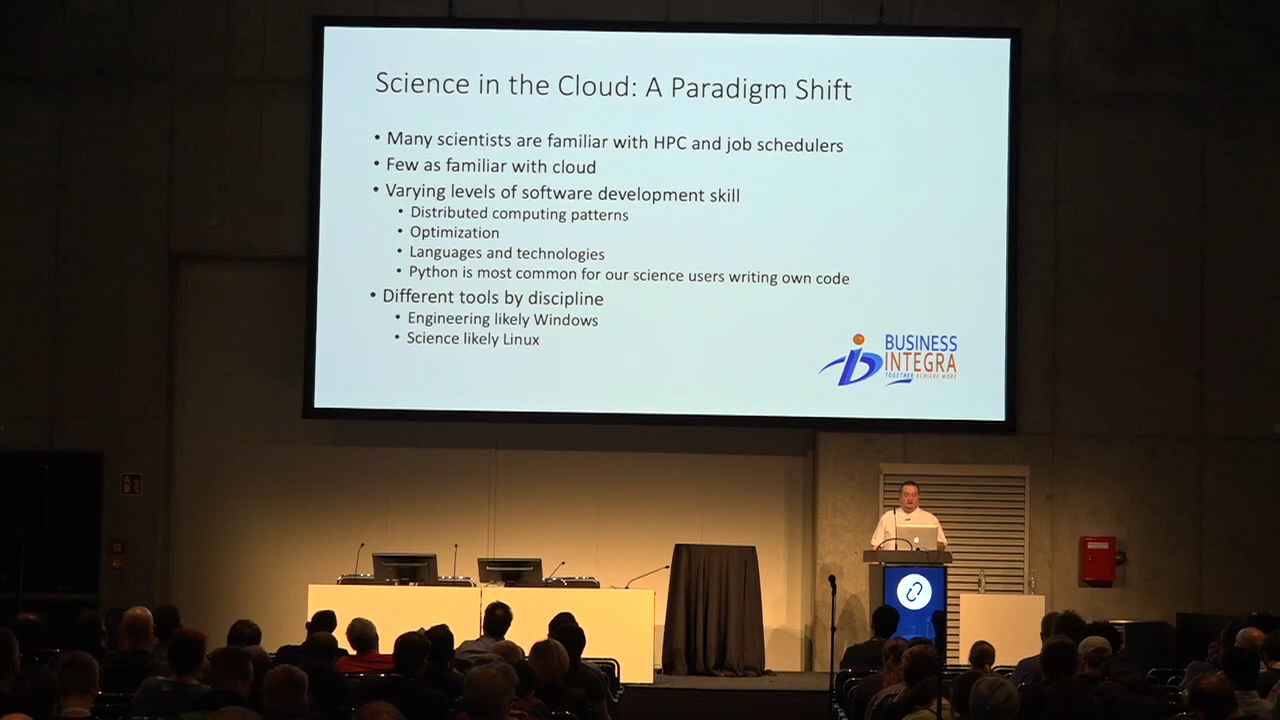 Science in the Cloud: A Paradigm Shift
• Many scientists are familiar with HPC and job schedulers
• Few as familiar with cloud
• Varying levels of software development skill
• Distributed computing patterns
• Optimization
• Languages and technologies
• Python is most common for our science users writing own code
• Different tools by discipline
• Engineering likely Windows
• Science likely Linux
BUSINESS
INTEGRA
TOGETHER ACHIEVE MORE